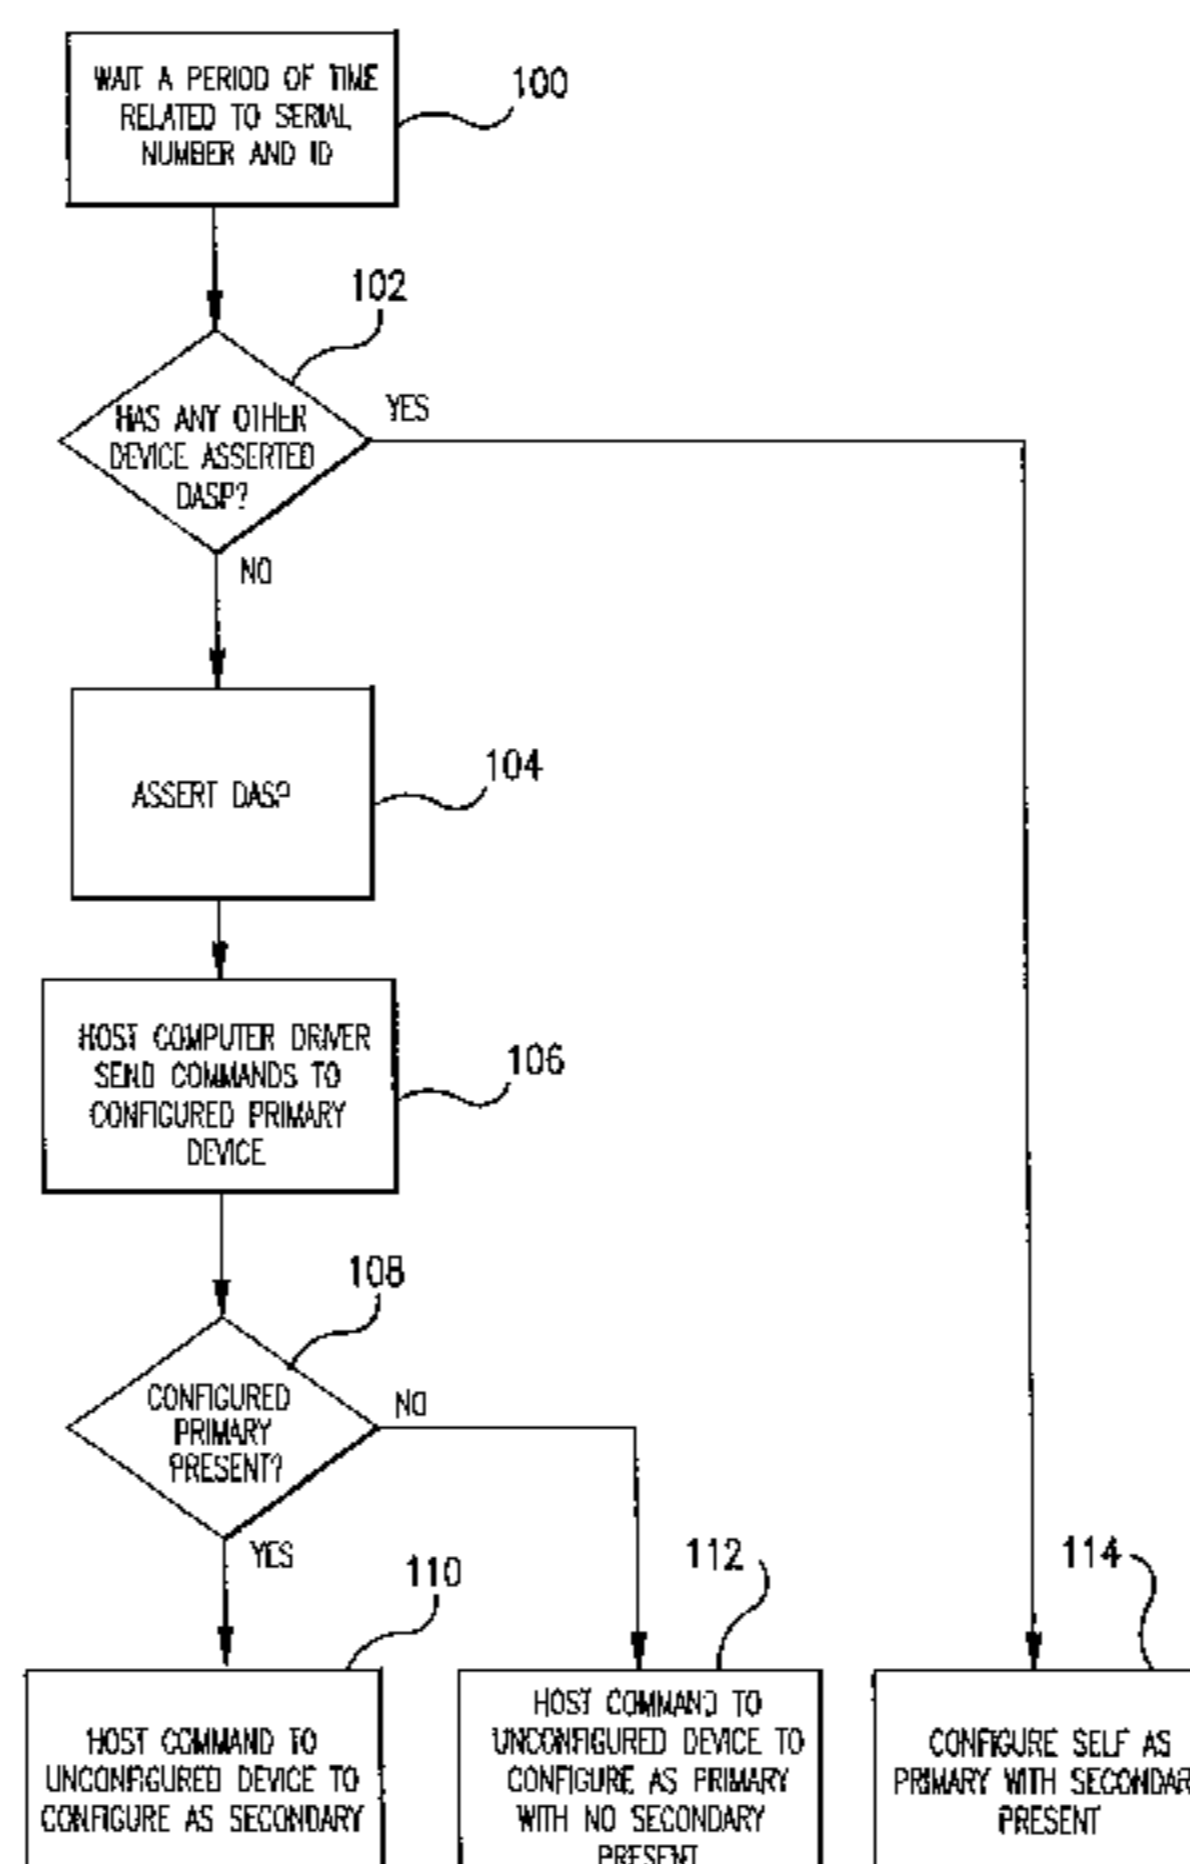 WAIT A PERIOD OF TIME
RELATED TO SERIAL
NUMBER AND ID
100
102
HAS ANY OTHER
DEVICE ASSERTED
DASP?
YES
NO
ASSERT DASP
104
HOST COMPUTER DRIVER
SEND COMMANDS TO
CONFIGURED PRIMARY
DEVICE
106
108
CONFIGURED
PRIMARY
PRESENT?
NO
YES
110
112
114
HOST COMMAND TO
UNCONFIGURED DEVICE TO
CONFIGURE AS SECONDARY
HOST COMMAND TO
UNCONFIGURED DEVICE TO
CONFIGURE AS PRIMARY
WITH NO SECONDARY
PRESENT
CONFIGURE SELF AS
PRIMARY WITH SECONDARY
PRESENT